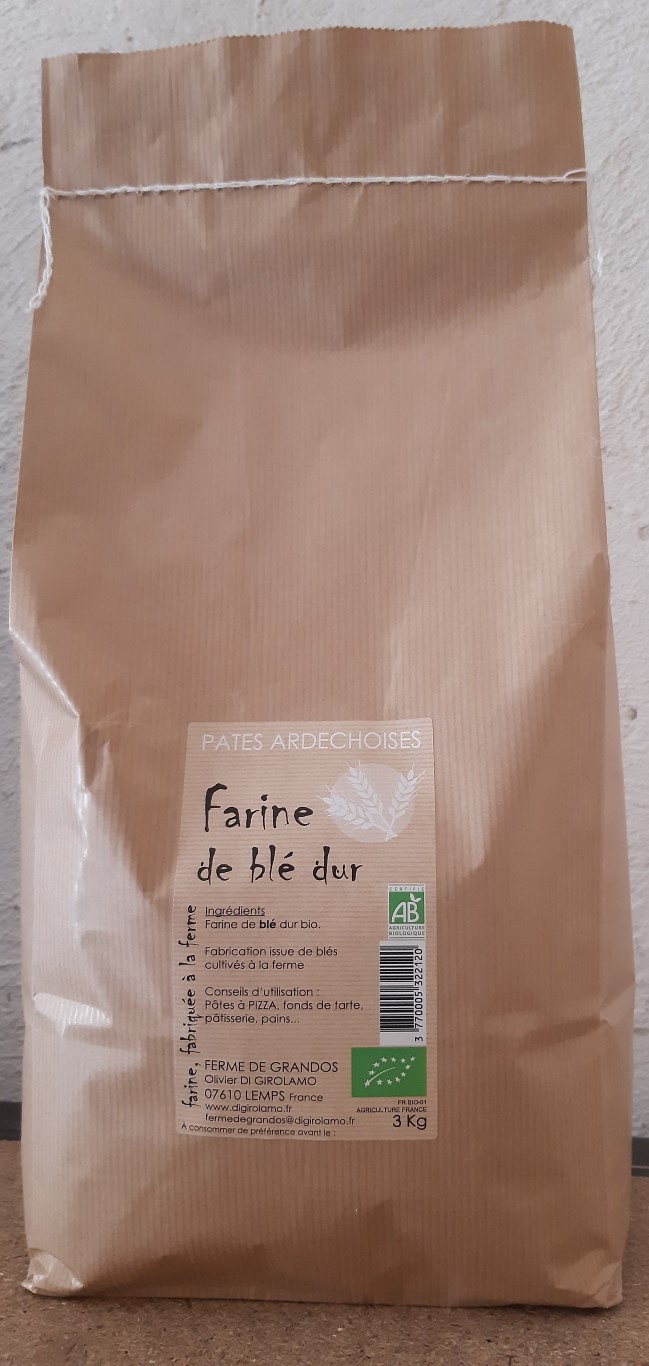 PATES ARDECHOISES
Farine
de blé dur
farine, fabriquée à la ferme
Ingrédients
Farine de blé dur bio.
Fabrication issue de blés
cultivés à la ferme
Conseils d'utilisation :
Pâtes à PIZZA, fonds de tarte,
pâtisserie, pains...
CERTIFIÉ
AB
AGRICULTURE
BIOLOGIQUE
3 770005 322120
FERME DE GRANDOS
Olivier DI GIROLAMO
07610 LEMPS France
www.digirolamo.fr
fermedegrandos@digirolamo.fr
A consommer de préférence avant le :
FR BIO-01
AGRICULTURE FRANCE
3 Kg